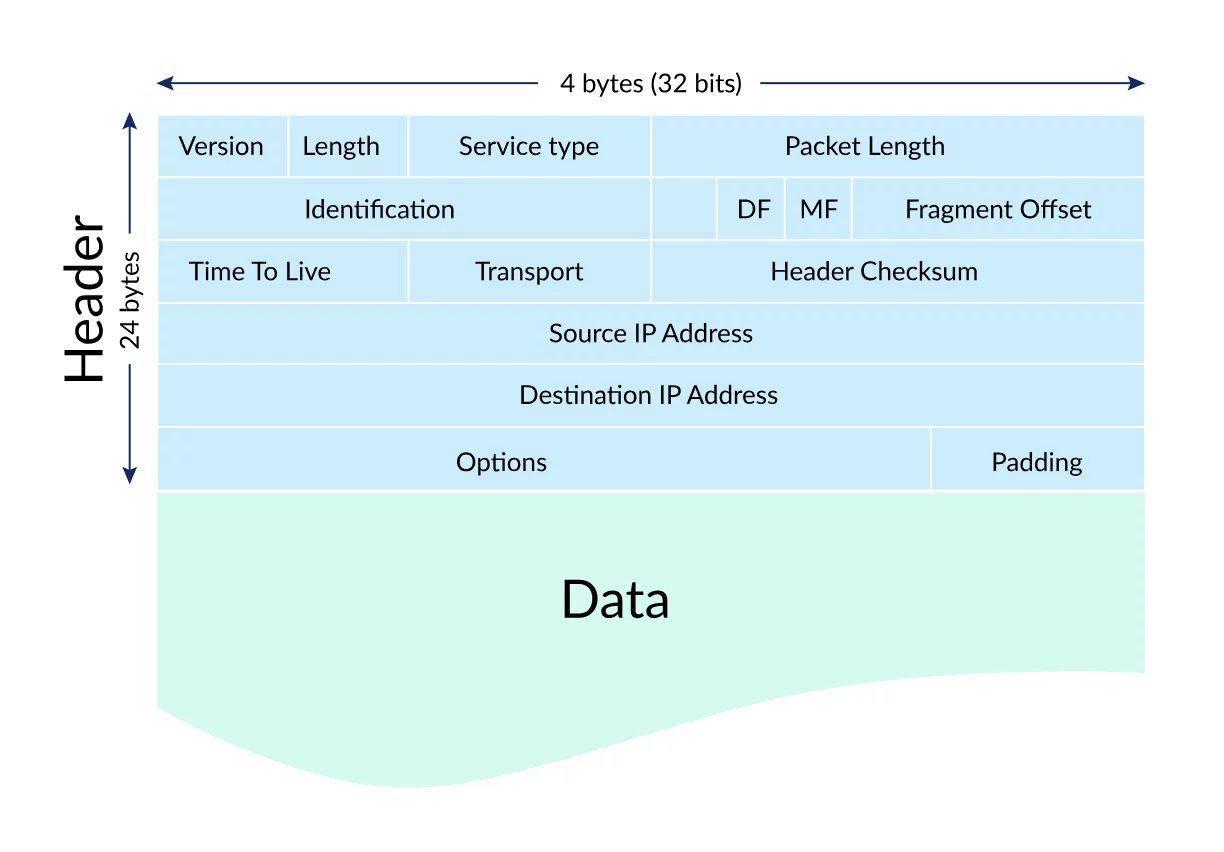 4 bytes (32 bits)
Header
24 bytes
Version Length Service type Packet Length
Identification DF MF Fragment Offset
Time To Live Transport Header Checksum
Source IP Address
Destination IP Address
Options Padding
Data